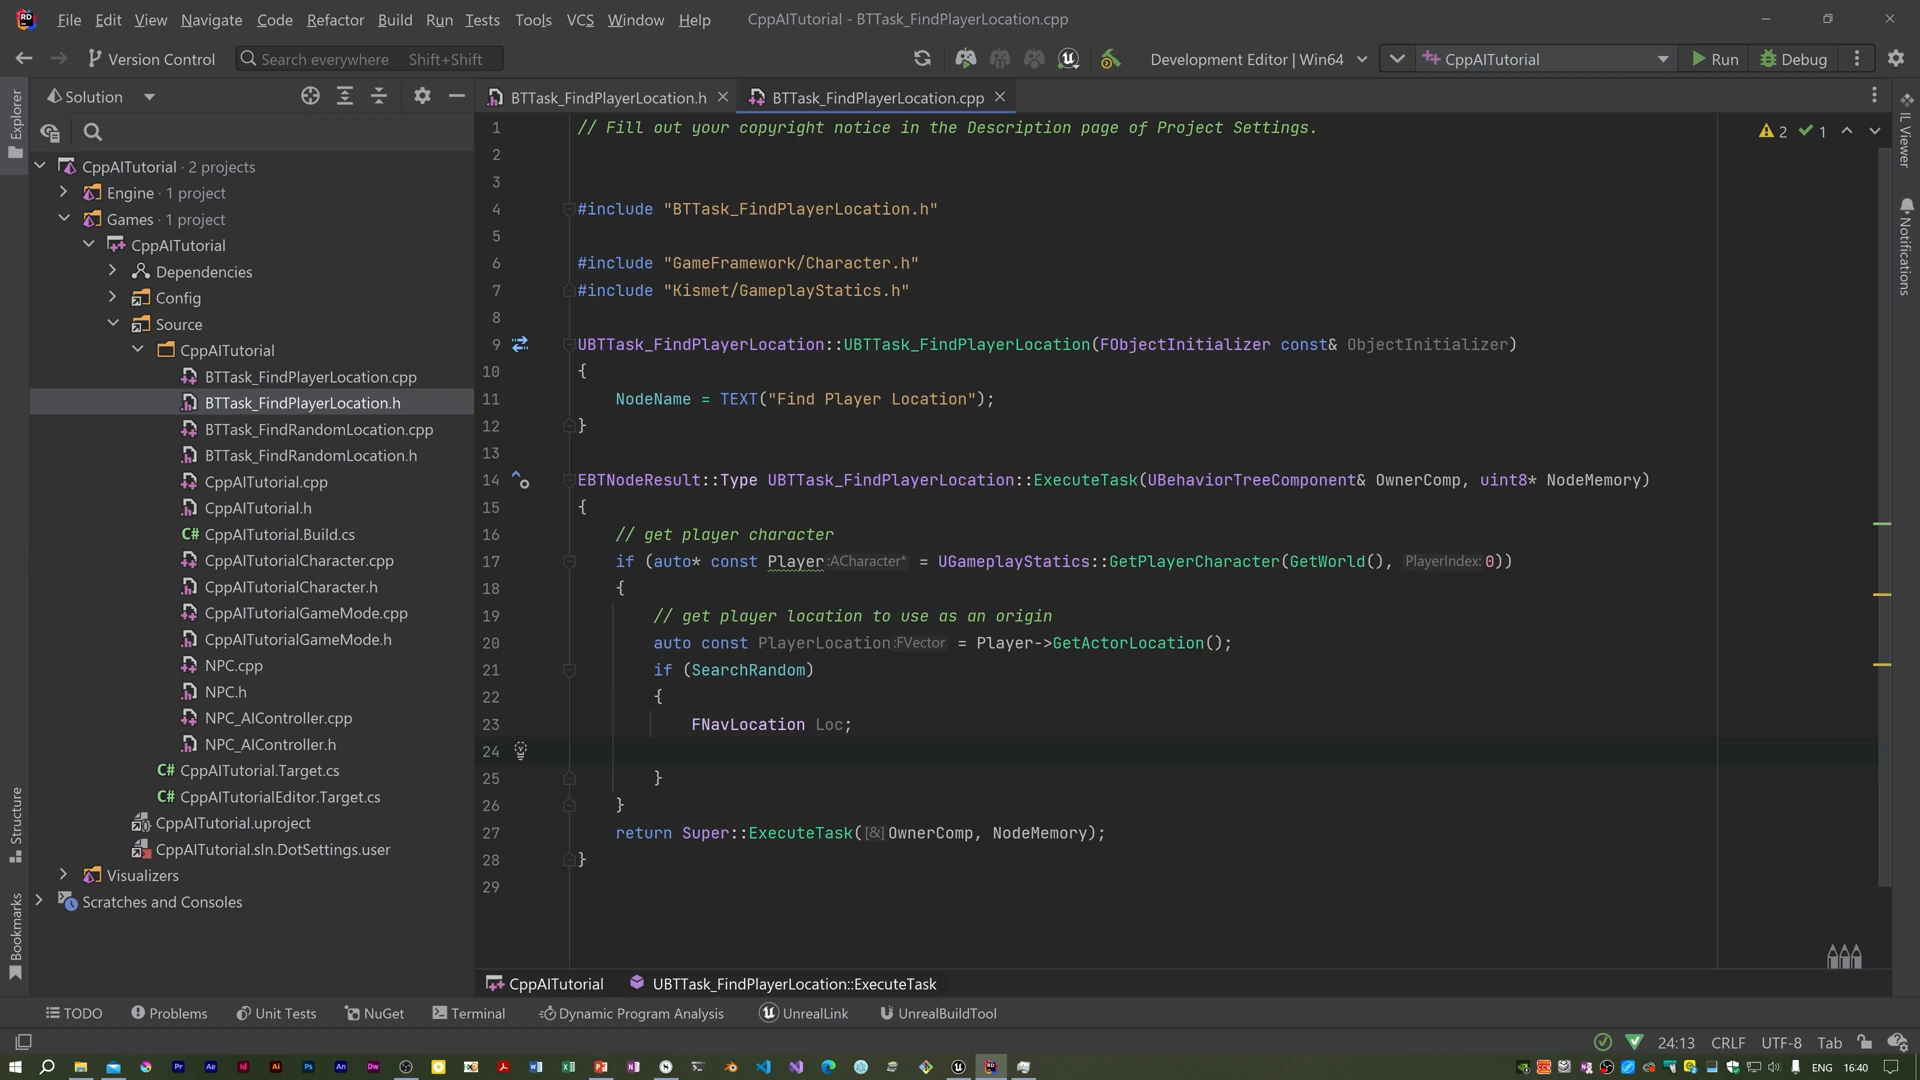 File Edit View Navigate Code Refactor Build Run Tests Tools VCS Window Help CppAITutorial - BTTask_FindPlayerLocation.cpp
Version Control Search everywhere Shift+Shift Development Editor | Win64 CppAITutorial Run Debug
Solution
BTTask_FindPlayerLocation.h BTTask_FindPlayerLocation.cpp
Explorer
Structure
Bookmarks
CppAITutorial · 2 projects
Engine · 1 project
Games · 1 project
CppAITutorial
Dependencies
Config
Source
CppAITutorial
BTTask_FindPlayerLocation.cpp
BTTask_FindPlayerLocation.h
BTTask_FindRandomLocation.cpp
BTTask_FindRandomLocation.h
CppAITutorial.cpp
CppAITutorial.h
C# CppAITutorial.Build.cs
CppAITutorialCharacter.cpp
CppAITutorialCharacter.h
CppAITutorialGameMode.cpp
CppAITutorialGameMode.h
NPC.cpp
NPC.h
NPC_AIController.cpp
NPC_AIController.h
C# CppAITutorial.Target.cs
C# CppAITutorialEditor.Target.cs
CppAITutorial.uproject
CppAITutorial.sln.DotSettings.user
Visualizers
Scratches and Consoles
1 // Fill out your copyright notice in the Description page of Project Settings.
2
3
4 #include "BTTask_FindPlayerLocation.h"
5
6 #include "GameFramework/Character.h"
7 #include "Kismet/GameplayStatics.h"
8
9 UBTTask_FindPlayerLocation::UBTTask_FindPlayerLocation(FObjectInitializer const& ObjectInitializer)
10 {
11 NodeName = TEXT("Find Player Location");
12 }
13
14 EBTNodeResult::Type UBTTask_FindPlayerLocation::ExecuteTask(UBehaviorTreeComponent& OwnerComp, uint8* NodeMemory)
15 {
16 // get player character
17 if (auto* const Player :ACharacter* = UGameplayStatics::GetPlayerCharacter(GetWorld(), PlayerIndex: 0))
18 {
19 // get player location to use as an origin
20 auto const PlayerLocation :FVector = Player->GetActorLocation();
21 if (SearchRandom)
22 {
23 FNavLocation Loc;
24
25 }
26 }
27 return Super::ExecuteTask([&]OwnerComp, NodeMemory);
28 }
29
2 1
IL Viewer
Notifications
CppAITutorial UBTTask_FindPlayerLocation::ExecuteTask
TODO Problems Unit Tests NuGet Terminal Dynamic Program Analysis UnrealLink UnrealBuildTool
24:13 CRLF UTF-8 Tab
ENG 16:40